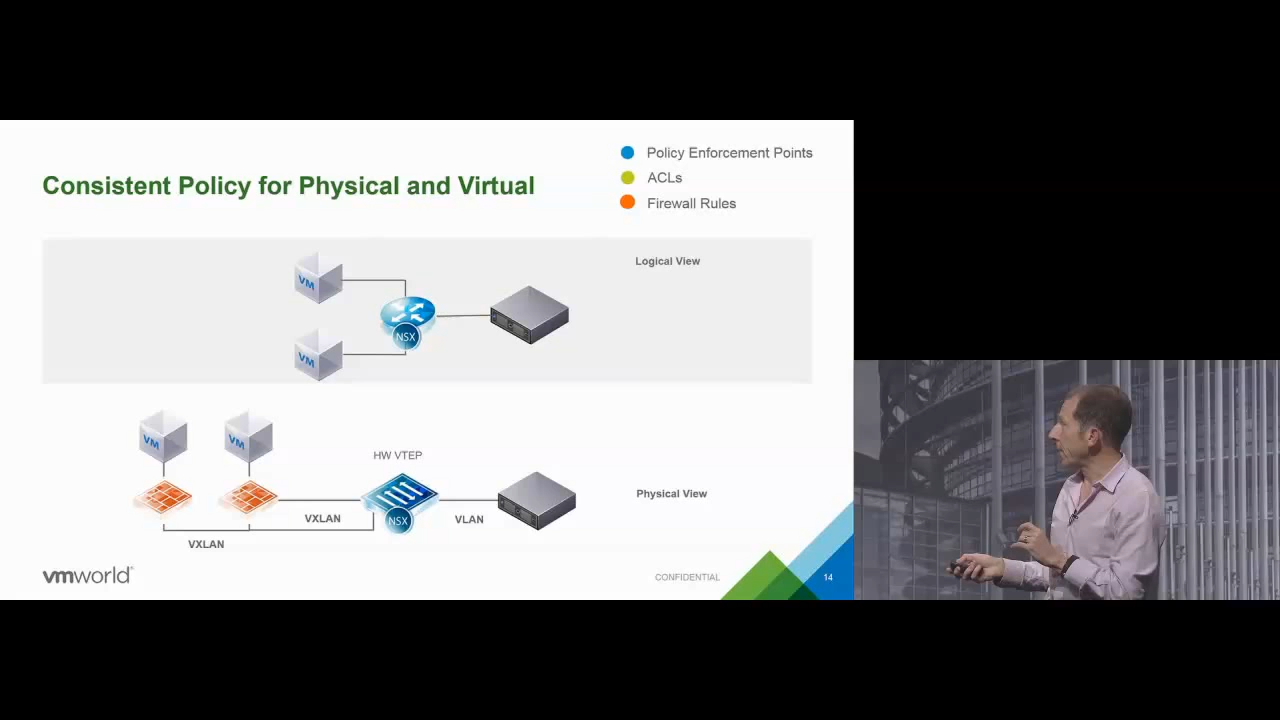 Policy Enforcement Points
ACLs
Firewall Rules
Consistent Policy for Physical and Virtual
Logical View
VM
NSX
VM
VM
VM
HW VTEP
Physical View
VXLAN
NSX
VLAN
VXLAN
vmworld
CONFIDENTIAL
14